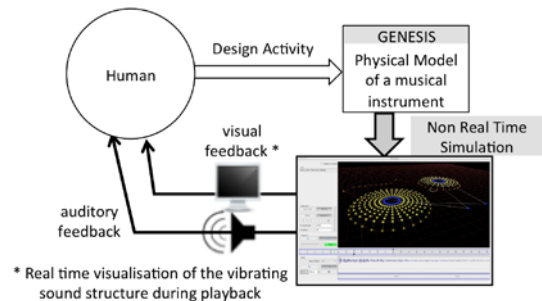 GENESIS
Design Activity
Physical Model
of a musical
instrument
Human
Non Real Time
Simulation
visual
feedback *
auditory
feedback
* Real time visualisation of the vibrating
sound structure during playback